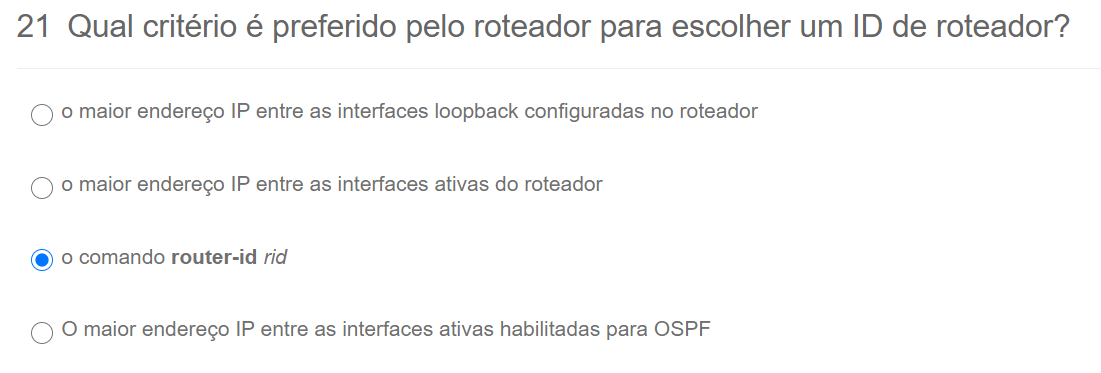 21 Qual critério é preferido pelo roteador para escolher um ID de roteador?
o maior endereço IP entre as interfaces loopback configuradas no roteador
o maior endereço IP entre as interfaces ativas do roteador
o comando router-id rid
O maior endereço IP entre as interfaces ativas habilitadas para OSPF